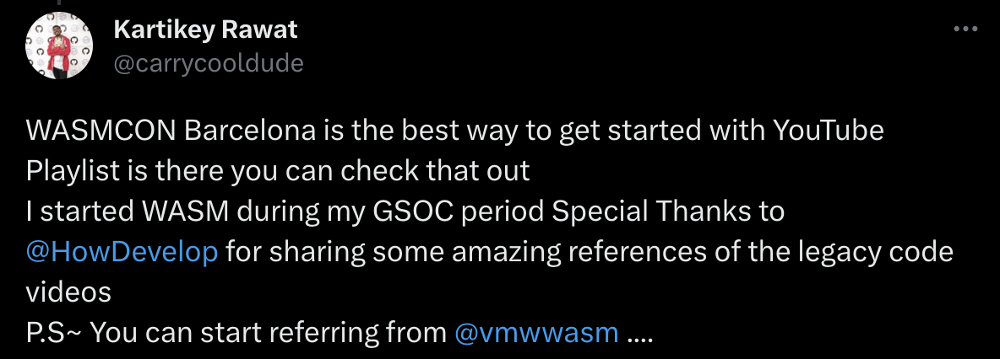 Kartikey Rawat
@carrycooldude
WASMCON Barcelona is the best way to get started with YouTube
Playlist is there you can check that out
I started WASM during my GSOC period Special Thanks to
@HowDevelop for sharing some amazing references of the legacy code
videos
P.S~ You can start referring from @vmwwasm ....